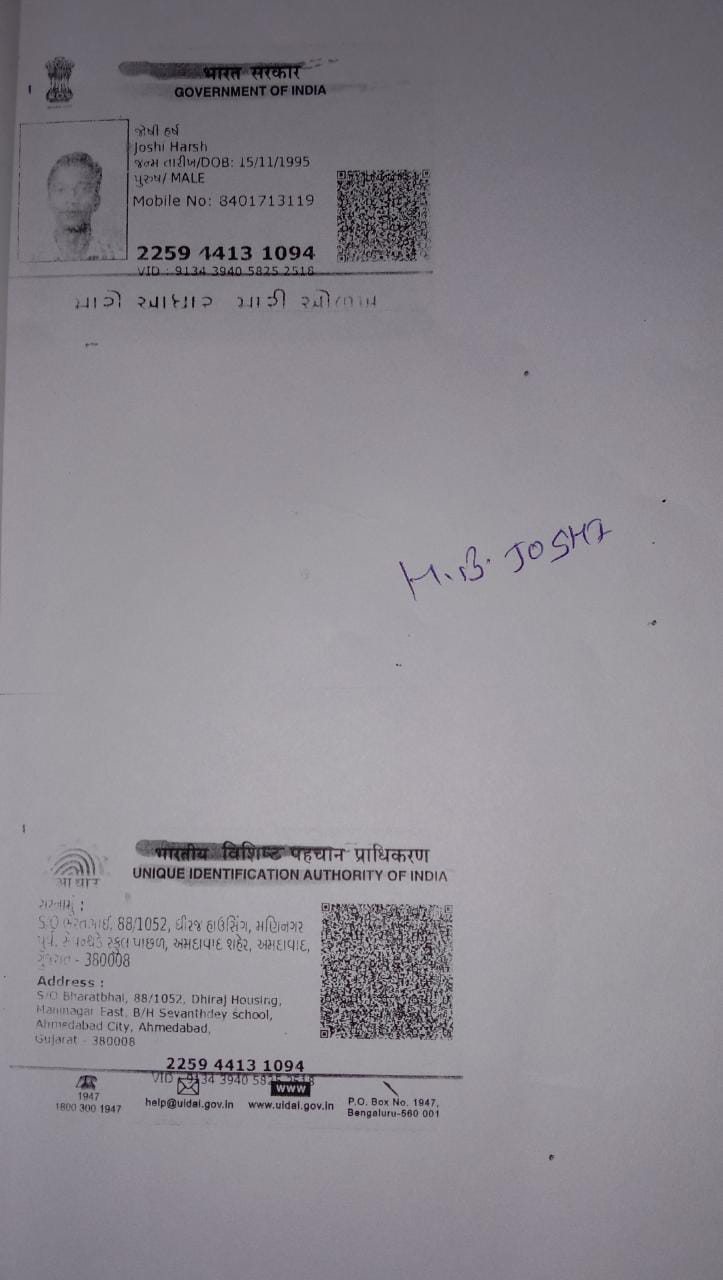 भारत सरकार
GOVERNMENT OF INDIA
જોષી હર્ષ
Joshi Harsh
જન્મ તારીખ/DOB: 15/11/1995
પુરુષ/ MALE
Mobile No: 8401713119
2259 4413 1094
VID : 9134 3940 5825 2518
મારો આધાર મારી ઓળખ
H.B. JOSHI
भारतीय विशिष्ट पहचान प्राधिकरण
UNIQUE IDENTIFICATION AUTHORITY OF INDIA
आधार
સરનામું :
S/O ભરતભાઈ, 88/1052, ધીરજ હાઉસિંગ, મણિનગર
પુર્વ, સેવન્થડે સ્કૂલ પાછળ, અમદાવાદ શહેર, અમદાવાદ,
ગુજરાત - 380008
Address :
S/O Bharatbhai, 88/1052, Dhiraj Housing,
Maninagar East, B/H Sevanthdey school,
Ahmedabad City, Ahmedabad,
Gujarat - 380008
2259 4413 1094
VID : 9134 3940 5825 2518
1947
1800 300 1947
help@uidai.gov.in
WWW
www.uidai.gov.in
P.O. Box No. 1947,
Bengaluru-560 001